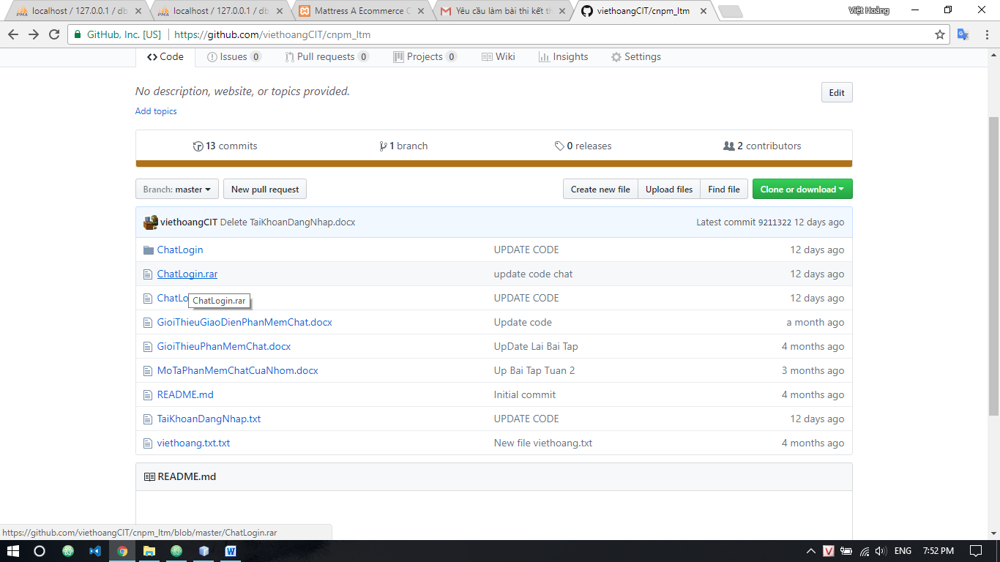 localhost / 127.0.0.1 / db
localhost / 127.0.0.1 / db
Mattress A Ecommerce C
Yêu cầu làm bài thi kết th
viethoangCIT/cnpm_ltm
Việt Hoàng
GitHub, Inc. [US]
https://github.com/viethoangCIT/cnpm_ltm
Code
Issues 0
Pull requests 0
Projects 0
Wiki
Insights
Settings
No description, website, or topics provided.
Edit
Add topics
13 commits
1 branch
0 releases
2 contributors
Branch: master
New pull request
Create new file
Upload files
Find file
Clone or download
viethoangCIT Delete TaiKhoanDangNhap.docx
Latest commit 9211322 12 days ago
ChatLogin UPDATE CODE 12 days ago
ChatLogin.rar update code chat 12 days ago
ChatLo UPDATE CODE 12 days ago
ChatLogin.rar
GioiThieuGiaoDienPhanMemChat.docx Update code a month ago
GioiThieuPhanMemChat.docx UpDate Lai Bai Tap 4 months ago
MoTaPhanMemChatCuaNhom.docx Up Bai Tap Tuan 2 3 months ago
README.md Initial commit 4 months ago
TaiKhoanDangNhap.txt UPDATE CODE 12 days ago
viethoang.txt.txt New file viethoang.txt 4 months ago
README.md
https://github.com/viethoangCIT/cnpm_ltm/blob/master/ChatLogin.rar
ENG
7:52 PM